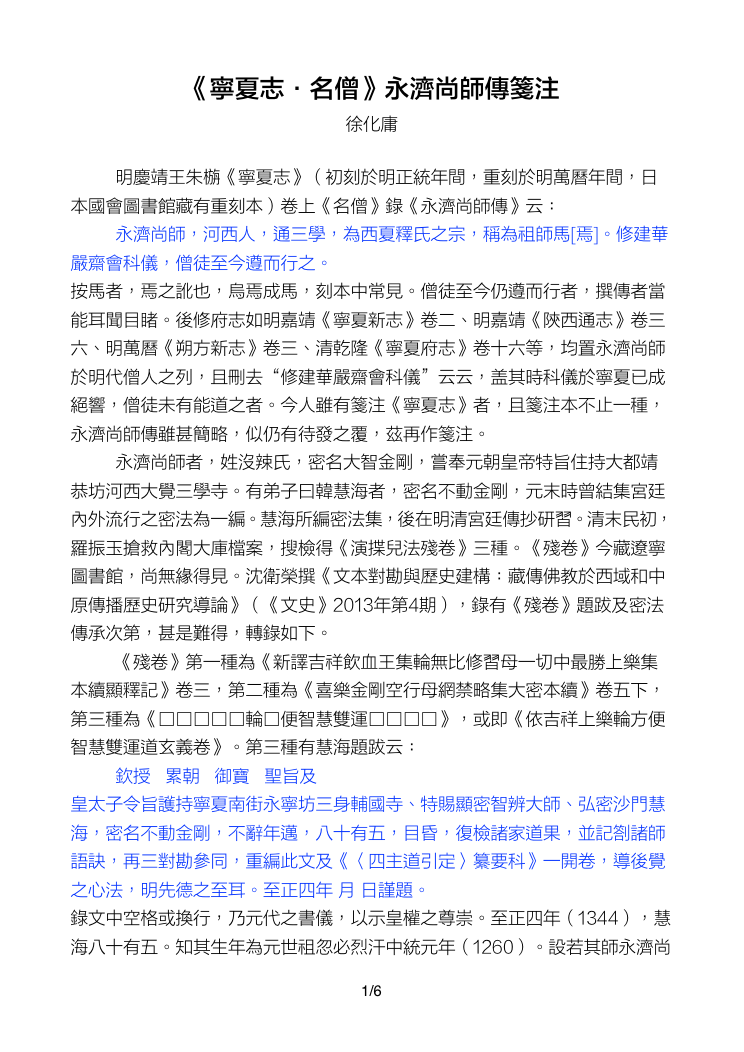 《寧夏志·名僧》永濟尚師傳箋注
徐化庸
明慶靖王朱㮵《寧夏志》（初刻於明正統年間，重刻於明萬曆年間，日
本國會圖書館藏有重刻本）卷上《名僧》錄《永濟尚師傳》云：
永濟尚師，河西人，通三學，為西夏釋氏之宗，稱為祖師馬[焉]。修建華
嚴齋會科儀，僧徒至今遵而行之。
按馬者，焉之訛也，烏焉成馬，刻本中常見。僧徒至今仍遵而行者，撰傳者當
能耳聞目睹。後修府志如明嘉靖《寧夏新志》卷二、明嘉靖《陝西通志》卷三
六、明萬曆《朔方新志》卷三、清乾隆《寧夏府志》卷十六等，均置永濟尚師
於明代僧人之列，且刪去“修建華嚴齋會科儀”云云，盖其時科儀於寧夏已成
絕響，僧徒未有能道之者。今人雖有箋注《寧夏志》者，且箋注本不止一種，
永濟尚師傳雖甚簡略，似仍有待發之覆，茲再作箋注。
永濟尚師者，姓沒辣氏，密名大智金剛，嘗奉元朝皇帝特旨住持大都靖
恭坊河西大覺三學寺。有弟子曰韓慧海者，密名不動金剛，元末時曾結集宮廷
內外流行之密法為一編。慧海所編密法集，後在明清宮廷傳抄研習。清末民初，
羅振玉搶救內閣大庫檔案，搜檢得《演揲兒法殘卷》三種。《殘卷》今藏遼寧
圖書館，尚無緣得見。沈衛榮撰《文本對勘與歷史建構：藏傳佛教於西域和中
原傳播歷史研究導論》（《文史》2013年第4期），錄有《殘卷》題跋及密法
傳承次第，甚是難得，轉錄如下。
《殘卷》第一種為《新譯吉祥飲血王集輪無比修習母一切中最勝上樂集
本續顯釋記》卷三，第二種為《喜樂金剛空行母網禁略集大密本續》卷五下，
第三種為《□□□□□輪□便智慧雙運□□□□》，或即《依吉祥上樂輪方便
智慧雙運道玄義卷》。第三種有慧海題跋云：
欽授 累朝 御寶 聖旨及
皇太子令旨護持寧夏南街永寧坊三身輔國寺、特賜顯密智辨大師、弘密沙門慧
海，密名不動金剛，不辭年邁，八十有五，目昏，復檢諸家道果，並記劄諸師
語訣，再三對勘參同，重編此文及《〈四主道引定〉纂要科》一開卷，導後覺
之心法，明先德之至耳。至正四年 月 日謹題。
錄文中空格或換行，乃元代之書儀，以示皇權之尊崇。至正四年（1344），慧
海八十有五。知其生年為元世祖忽必烈汗中統元年（1260）。設若其師永濟尚
1/6